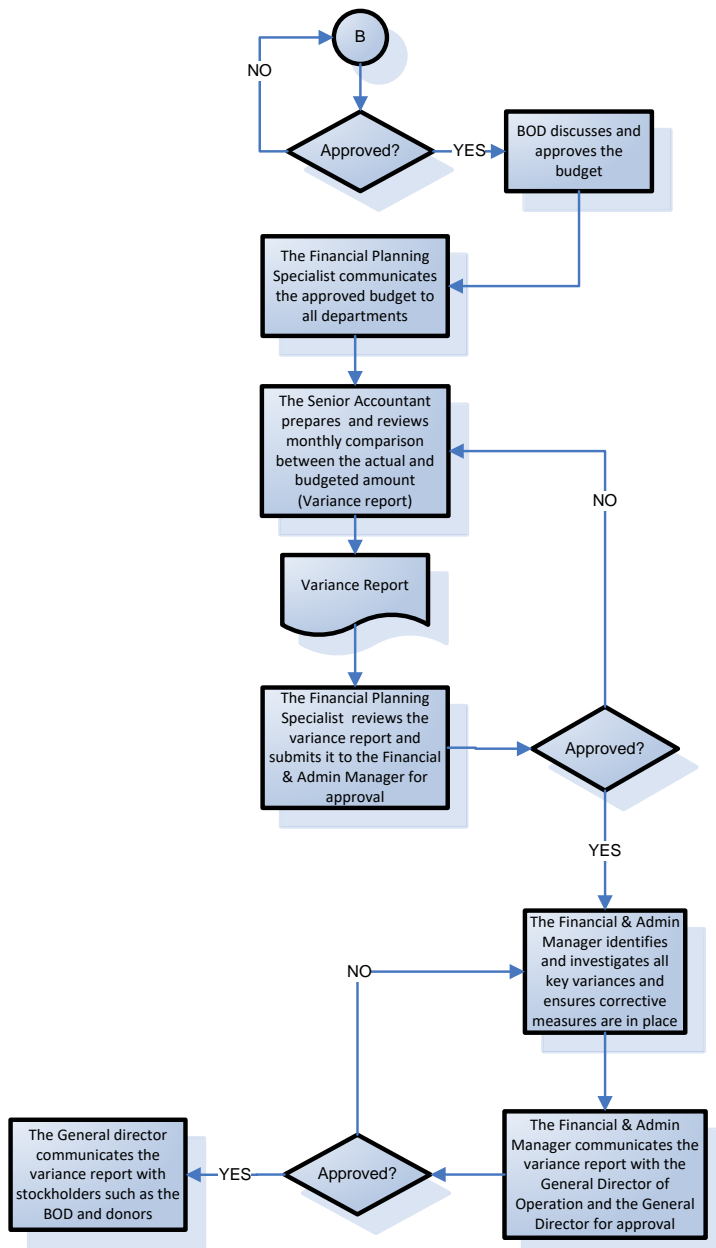 B
NO
Approved?
YES
BOD discusses and
approves the
budget
The Financial Planning
Specialist communicates
the approved budget to
all departments
The Senior Accountant
prepares and reviews
monthly comparison
between the actual and
budgeted amount
(Variance report)
NO
Variance Report
The Financial Planning
Specialist reviews the
variance report and
submits it to the Financial
& Admin Manager for
approval
Approved?
YES
The Financial & Admin
Manager identifies
and investigates all
key variances and
ensures corrective
measures are in place
NO
The Financial & Admin
Manager communicates the
variance report with the
General Director of
Operation and the General
Director for approval
Approved?
YES
The General director
communicates the
variance report with
stockholders such as the
BOD and donors